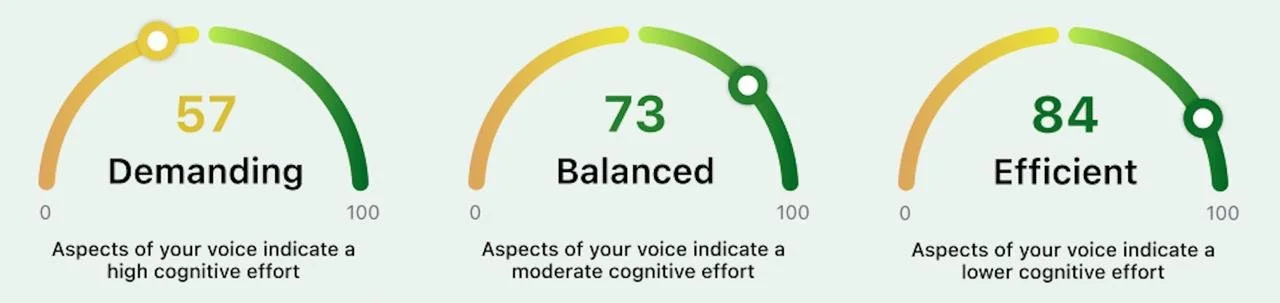 57
Demanding
0 100
Aspects of your voice indicate a
high cognitive effort
73
Balanced
0 100
Aspects of your voice indicate a
moderate cognitive effort
84
Efficient
0 100
Aspects of your voice indicate a
lower cognitive effort